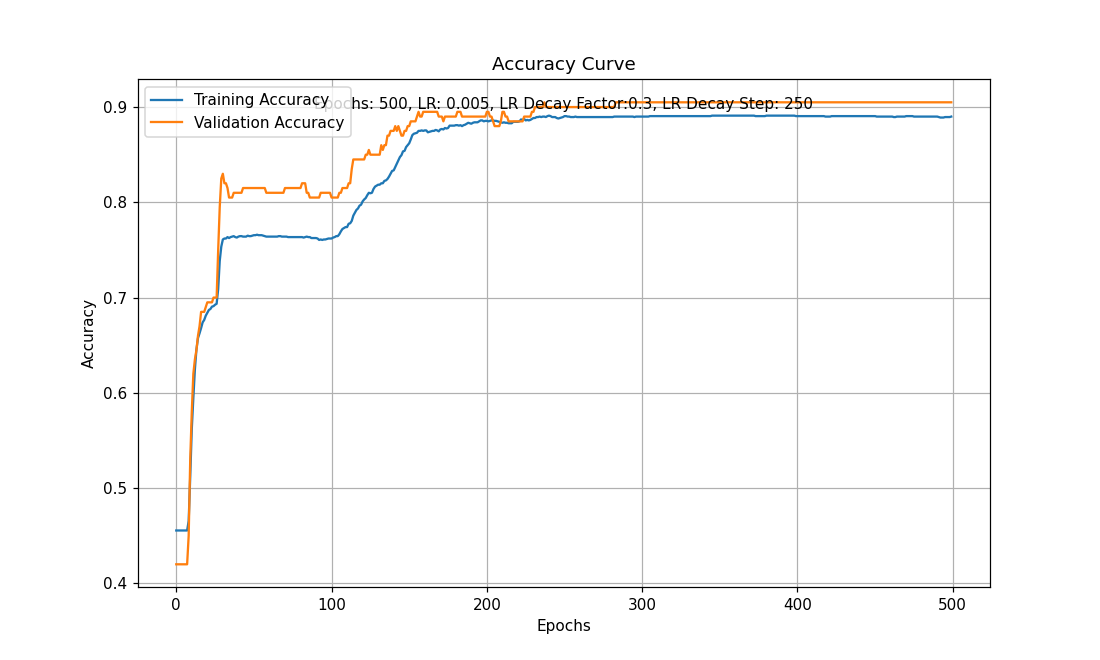 Accuracy Curve
Training Accuracy
Validation Accuracy
Epochs: 500, LR: 0.005, LR Decay Factor:0.3, LR Decay Step: 250
Accuracy
0.9
0.8
0.7
0.6
0.5
0.4
0
100
200
300
400
500
Epochs